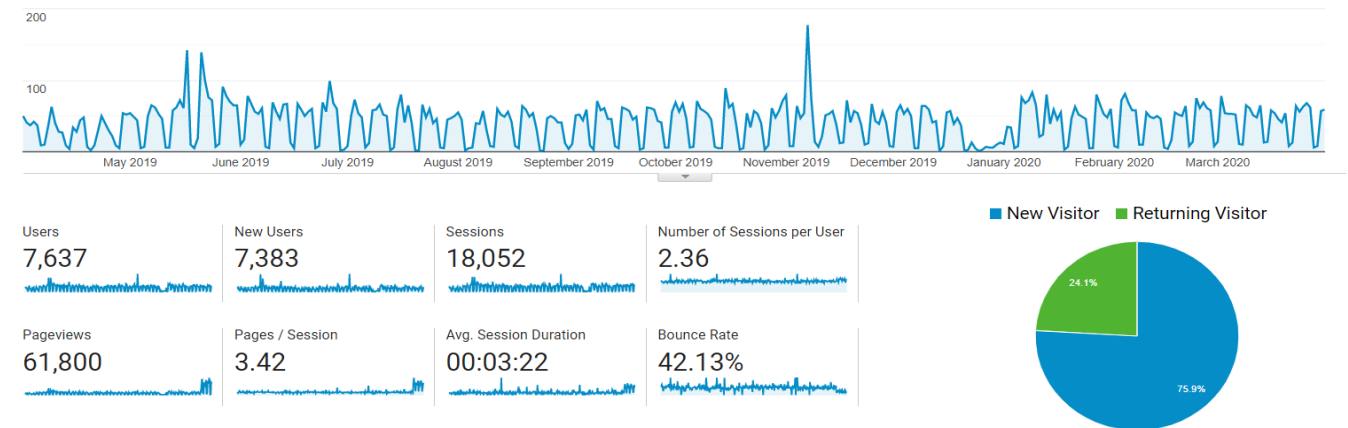 200
100
May 2019 June 2019 July 2019 August 2019 September 2019 October 2019 November 2019 December 2019 January 2020 February 2020 March 2020
New Visitor Returning Visitor
Users New Users Sessions Number of Sessions per User
7,637 7,383 18,052 2.36
Pageviews Pages / Session Avg. Session Duration Bounce Rate
61,800 3.42 00:03:22 42.13%
24.1%
75.9%